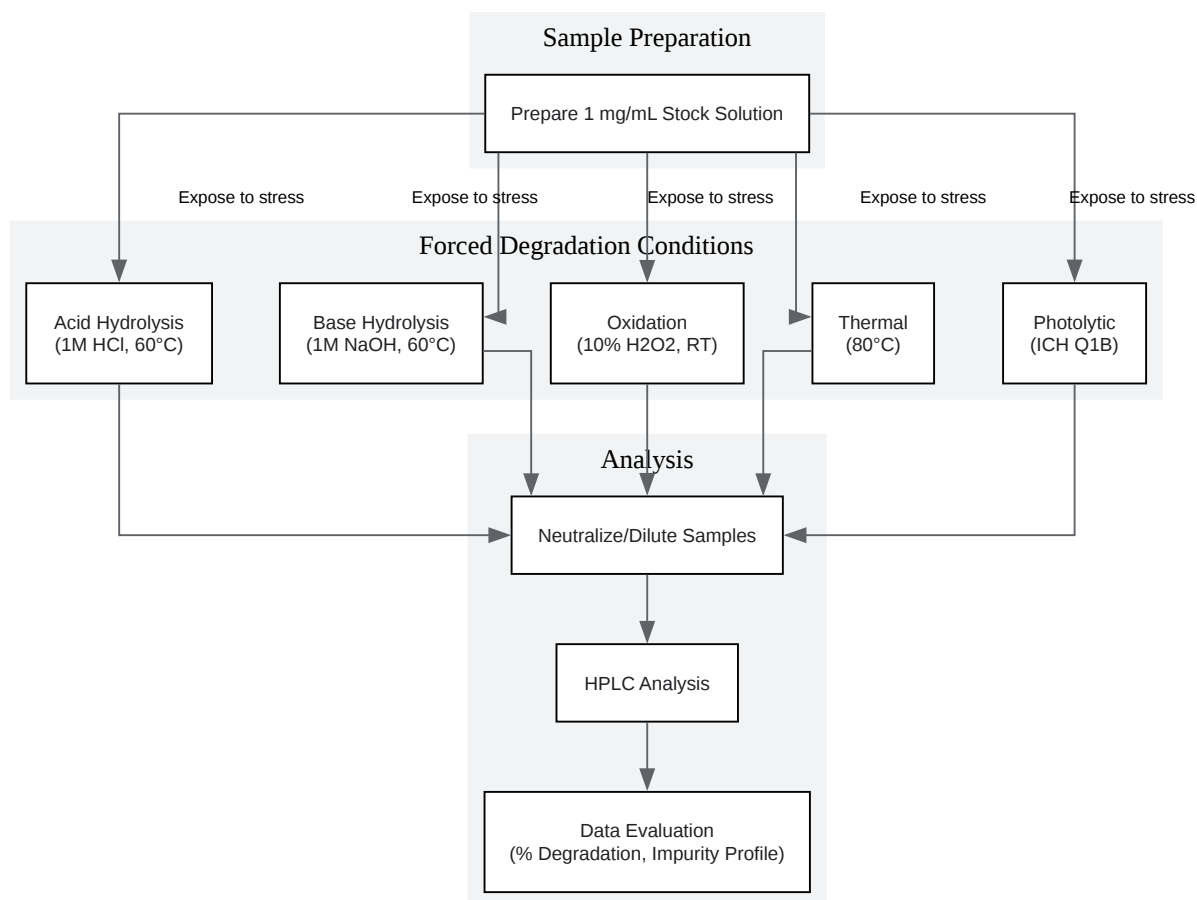 Sample Preparation
Prepare 1 mg/mL Stock Solution
Expose to stress
Expose to stress
Expose to stress
Expose to stress
Expose to stress
Forced Degradation Conditions
Acid Hydrolysis
(1M HCl, 60°C)
Base Hydrolysis
(1M NaOH, 60°C)
Oxidation
(10% H2O2, RT)
Thermal
(80°C)
Photolytic
(ICH Q1B)
Analysis
Neutralize/Dilute Samples
HPLC Analysis
Data Evaluation
(% Degradation, Impurity Profile)